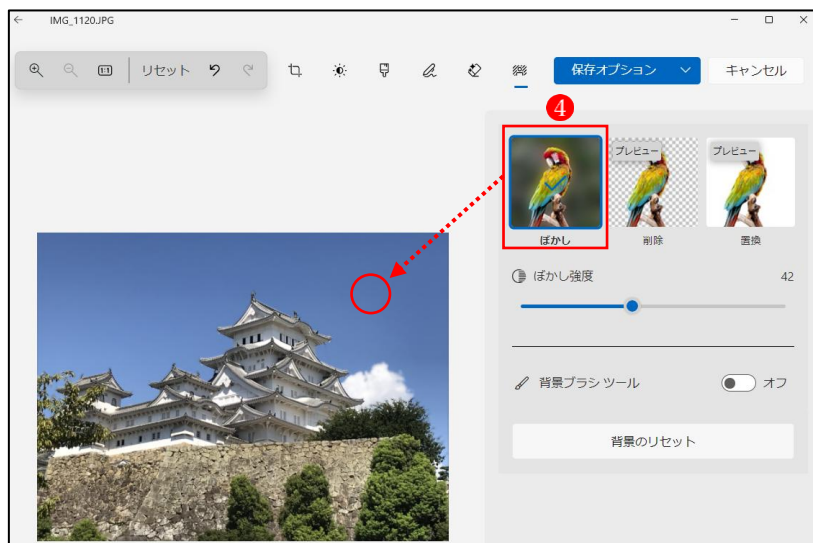 IMG_1120.JPG
リセット
保存オプション
キャンセル
4
プレビュー
プレビュー
ぼかし
削除
置換
ぼかし強度 42
背景ブラシ ツール オフ
背景のリセット